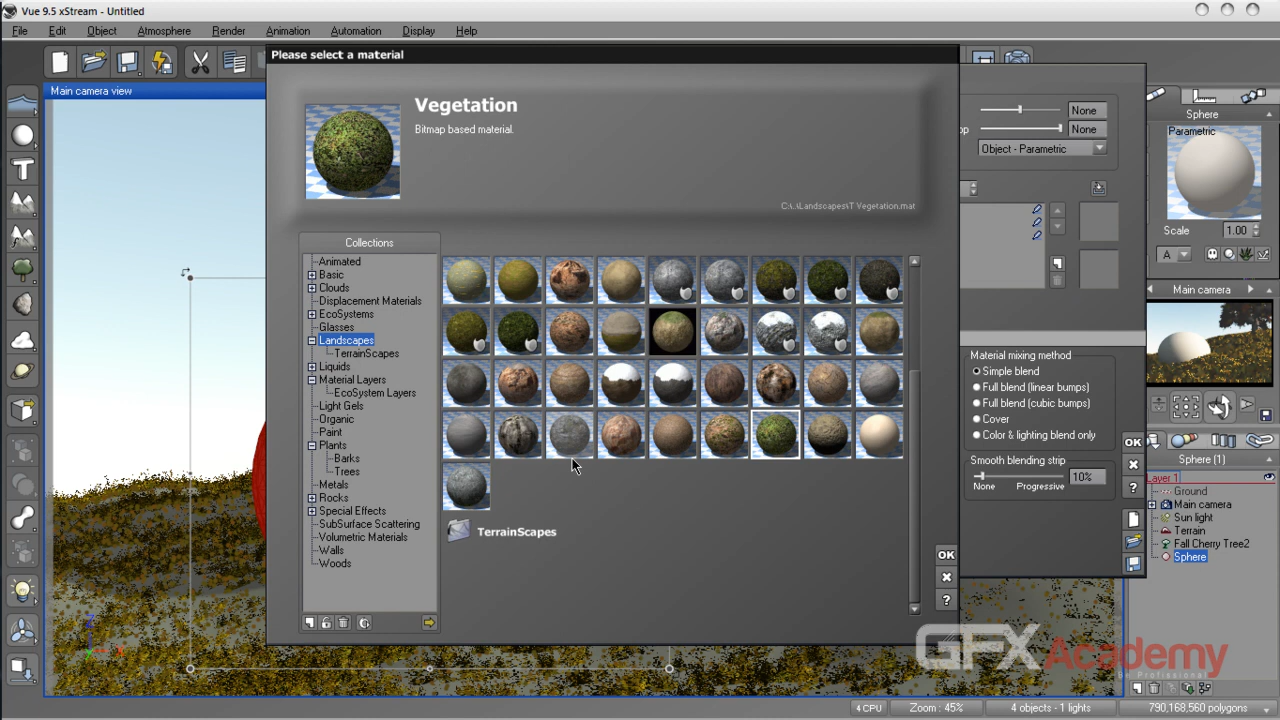 Vue 9.5 xStream - Untitled
File Edit Object Atmosphere Render Animation Automation Display Help
Please select a material
Main camera view
Vegetation
Bitmap based material.
C:\..\Landscapes\T Vegetation.mat
Collections
Animated
Basic
Clouds
Displacement Materials
EcoSystems
Glasses
Landscapes
TerrainScapes
Liquids
Material Layers
EcoSystem Layers
Light Gels
Organic
Paint
Plants
Barks
Trees
Metals
Rocks
Special Effects
SubSurface Scattering
Volumetric Materials
Walls
Woods
TerrainScapes
OK
?
None
op None
Object - Parametric
Material mixing method
Simple blend
Full blend (linear bumps)
Full blend (cubic bumps)
Cover
Color & lighting blend only
Smooth blending strip
10%
None Progressive
OK
?
Sphere
Parametric
Scale 1.00
A
Main camera
Sphere (1)
Layer 1
Ground
Main camera
Sun light
Terrain
Fall Cherry Tree2
Sphere
Z
Y
X
GFXAcademy
Be Professional
4 CPU Zoom : 45% 4 objects - 1 lights 790,168,560 polygons